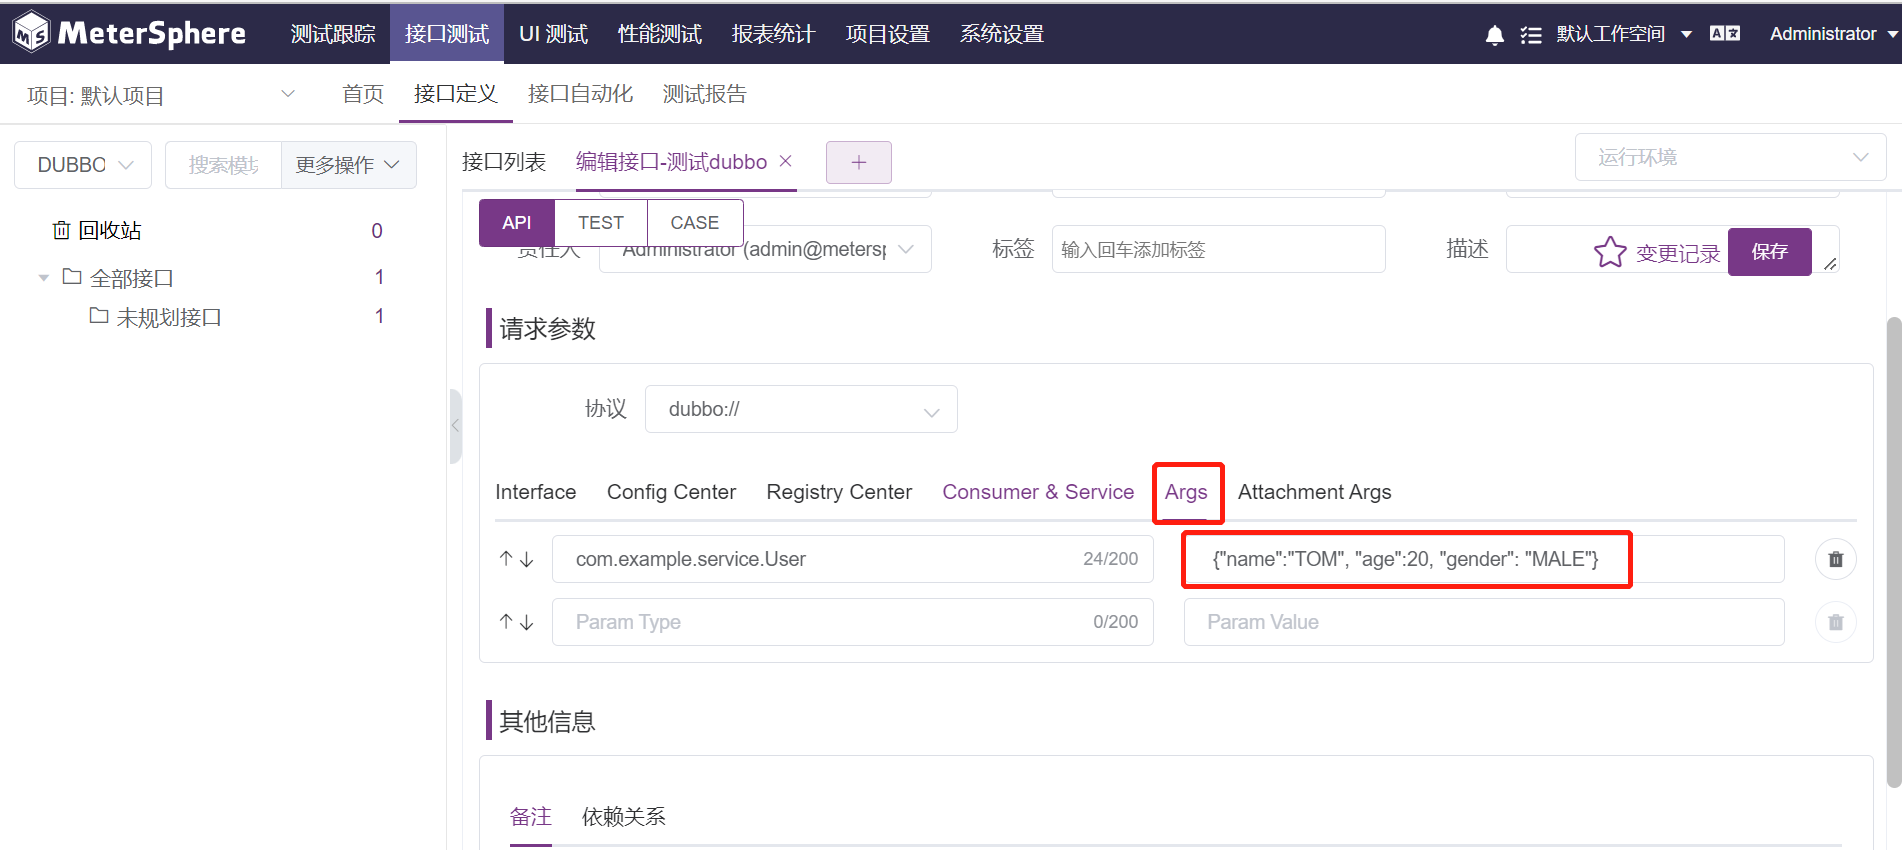 MeterSphere 测试跟踪 接口测试 UI 测试 性能测试 报表统计 项目设置 系统设置 默认工作空间 Administrator
项目: 默认项目 首页 接口定义 接口自动化 测试报告
DUBBO 搜索模块 更多操作
接口列表 编辑接口-测试dubbo 运行环境
回收站 0
全部接口 1
未规划接口 1
API TEST CASE
责任人 Administrator (admin@metersp 标签 输入回车添加标签 描述 变更记录 保存
请求参数
协议 dubbo://
Interface Config Center Registry Center Consumer & Service Args Attachment Args
com.example.service.User 24/200 {"name":"TOM", "age":20, "gender": "MALE"}
Param Type 0/200 Param Value
其他信息
备注 依赖关系